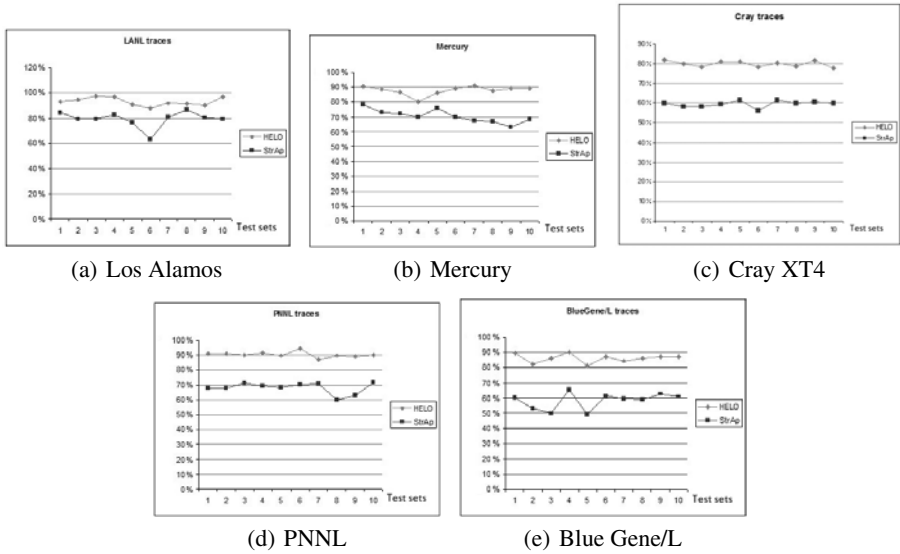 LANL traces
120%
100%
80%
60%
40%
20%
0%
1 2 3 4 5 6 7 8 9 10
Test sets
HELO
StrAp
(a) Los Alamos
Mercury
100%
90%
80%
70%
60%
50%
40%
30%
20%
10%
0%
1 2 3 4 5 6 7 8 9 10
Test sets
HELO
StrAp
(b) Mercury
Cray traces
90%
80%
70%
60%
50%
40%
30%
20%
10%
0%
1 2 3 4 5 6 7 8 9 10
Test sets
HELO
StrAp
(c) Cray XT4
PNNL traces
100%
90%
80%
70%
60%
50%
40%
30%
20%
10%
0%
1 2 3 4 5 6 7 8 9 10
Test sets
HELO
StrAp
(d) PNNL
BlueGene/L traces
100%
90%
80%
70%
60%
50%
40%
30%
20%
10%
0%
1 2 3 4 5 6 7 8 9 10
Test sets
HELO
StrAp
(e) Blue Gene/L